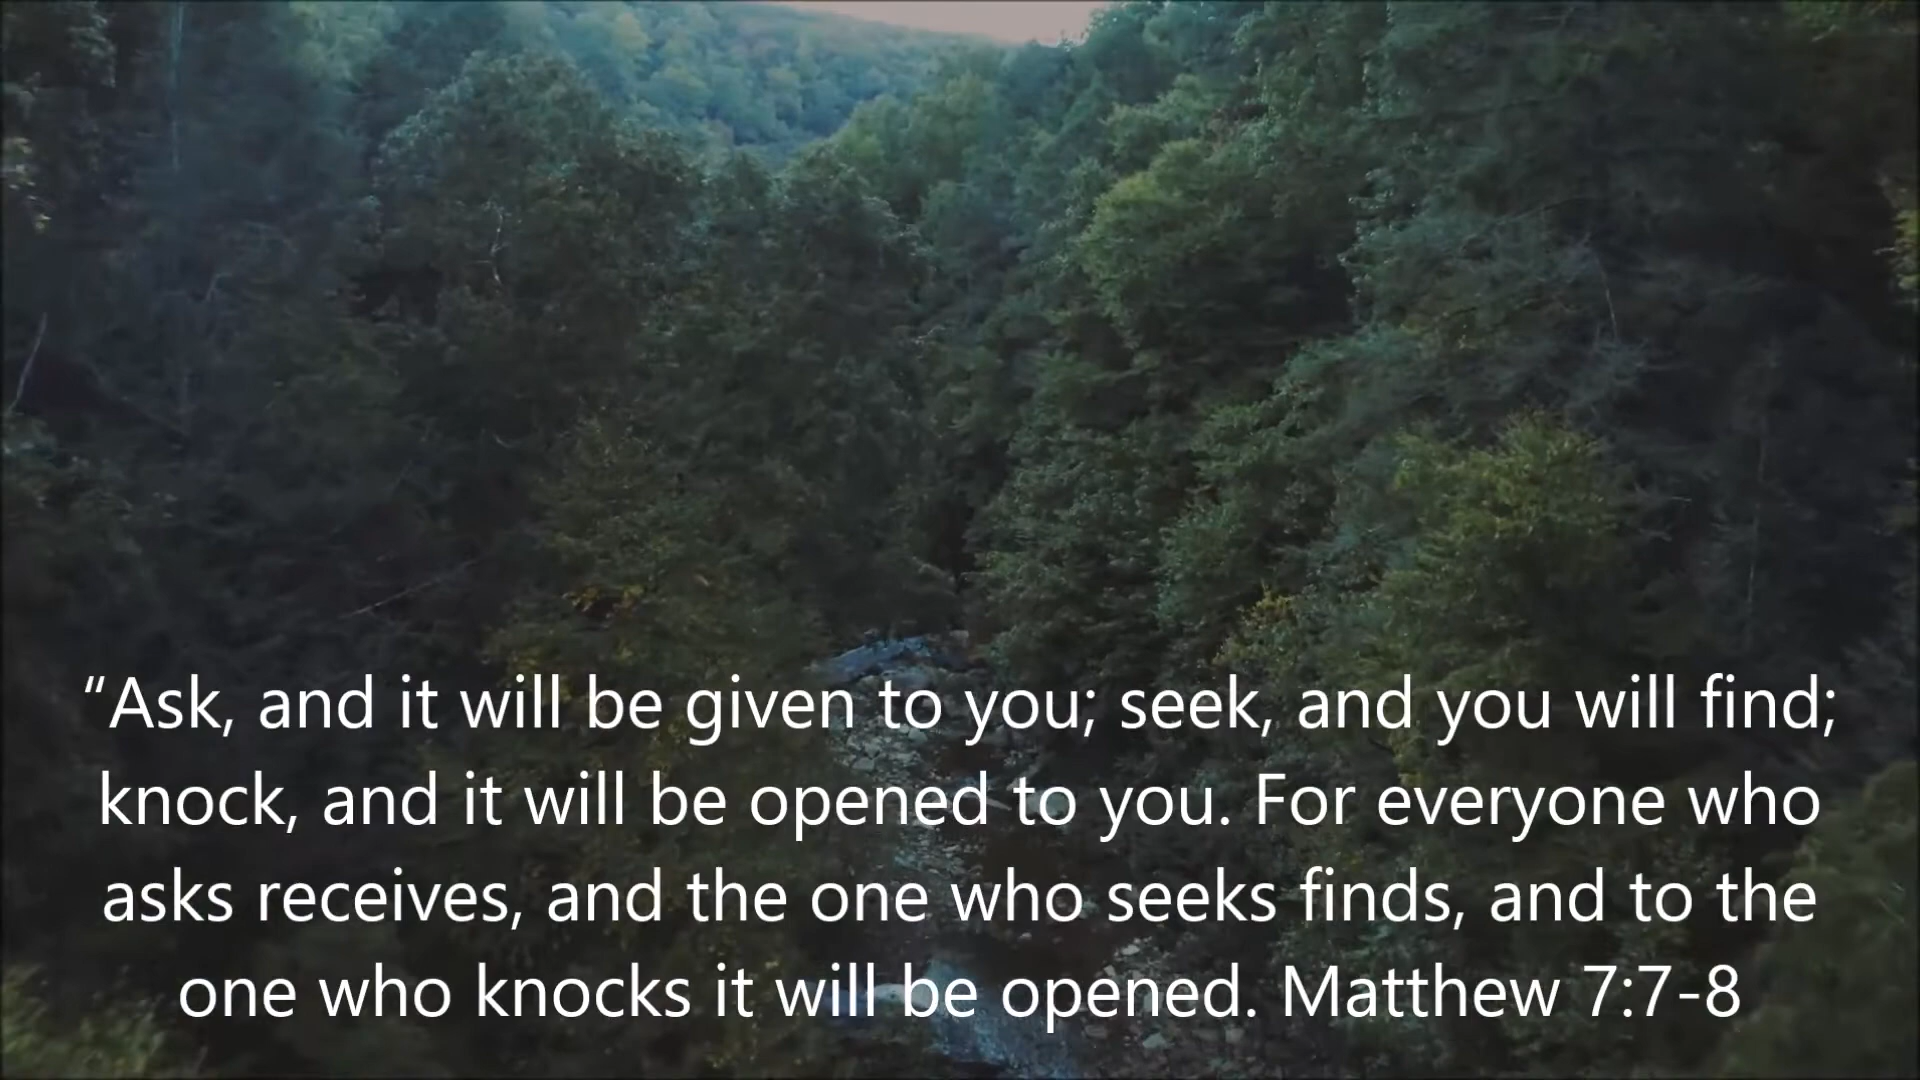 “Ask, and it will be given to you; seek, and you will find;
knock, and it will be opened to you. For everyone who
asks receives, and the one who seeks finds, and to the
one who knocks it will be opened. Matthew 7:7-8